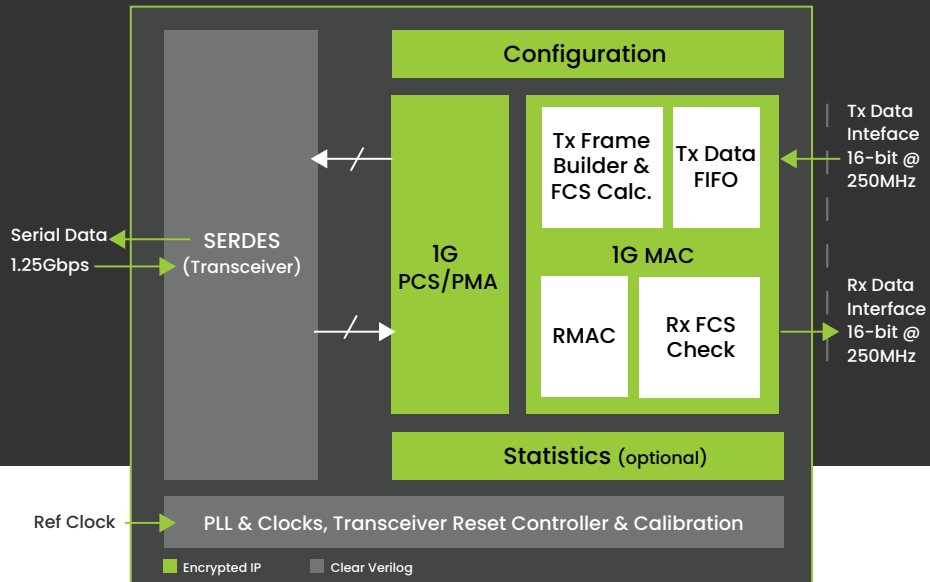 Configuration
Tx Frame
Builder &
FCS Calc.
Tx Data
FIFO
Tx Data
Inteface
16-bit @
250MHz
Serial Data
1.25Gbps
SERDES
(Transceiver)
1G
PCS/PMA
1G MAC
RMAC
Rx FCS
Check
Rx Data
Interface
16-bit @
250MHz
Statistics (optional)
Ref Clock
PLL & Clocks, Transceiver Reset Controller & Calibration
Encrypted IP
Clear Verilog